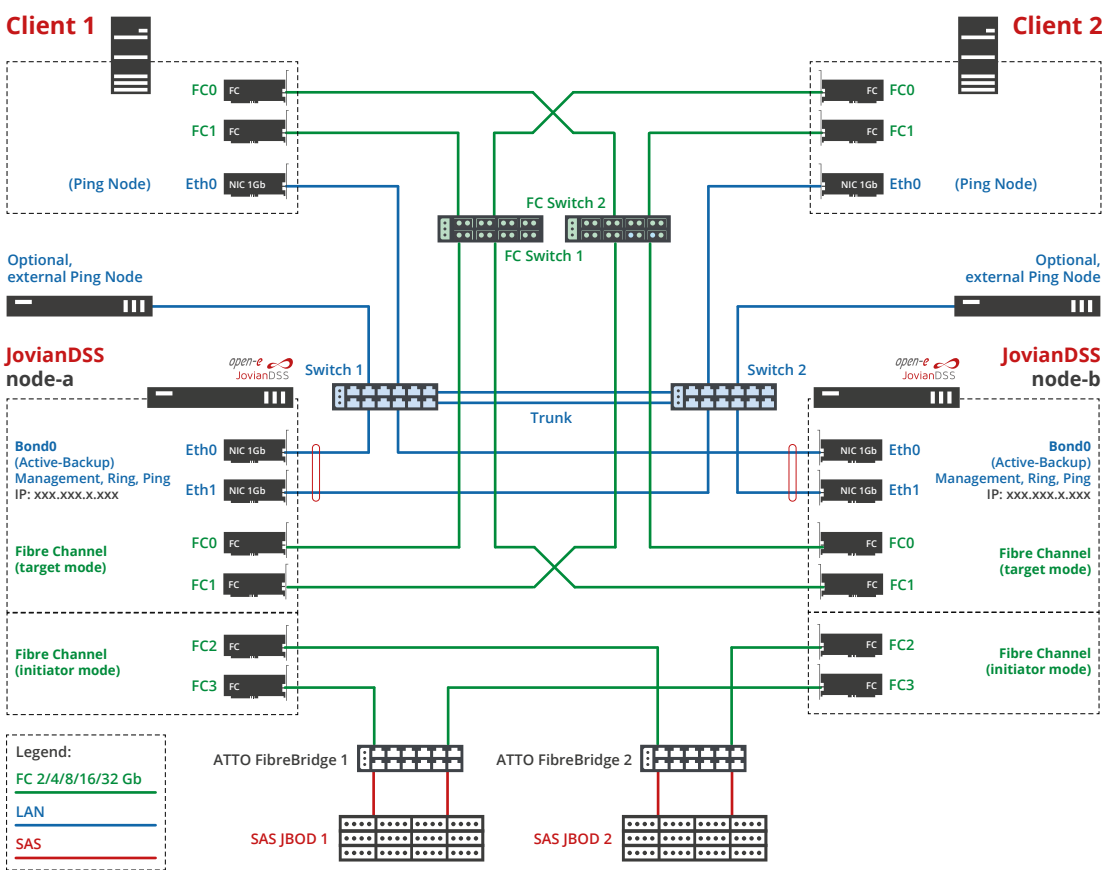 Client 1
Client 2
FC0
FC
FC
FC0
FC1
FC
FC
FC1
(Ping Node)
Eth0
NIC 1Gb
NIC 1Gb
Eth0
(Ping Node)
FC Switch 2
FC Switch 1
Optional,
external Ping Node
Optional,
external Ping Node
JovianDSS
node-a
open-e
JovianDSS
Switch 1
Switch 2
open-e
JovianDSS
JovianDSS
node-b
Trunk
Bond0
(Active-Backup)
Management, Ring, Ping
IP: xxx.xxx.x.xxx
Eth0
NIC 1Gb
Eth1
NIC 1Gb
NIC 1Gb
Eth0
NIC 1Gb
Eth1
Bond0
(Active-Backup)
Management, Ring, Ping
IP: xxx.xxx.x.xxx
Fibre Channel
(target mode)
FC0
FC
FC1
FC
FC
FC0
FC
FC1
Fibre Channel
(target mode)
Fibre Channel
(initiator mode)
FC2
FC
FC3
FC
FC
FC2
FC
FC3
Fibre Channel
(initiator mode)
Legend:
FC 2/4/8/16/32 Gb
LAN
SAS
ATTO FibreBridge 1
ATTO FibreBridge 2
SAS JBOD 1
SAS JBOD 2